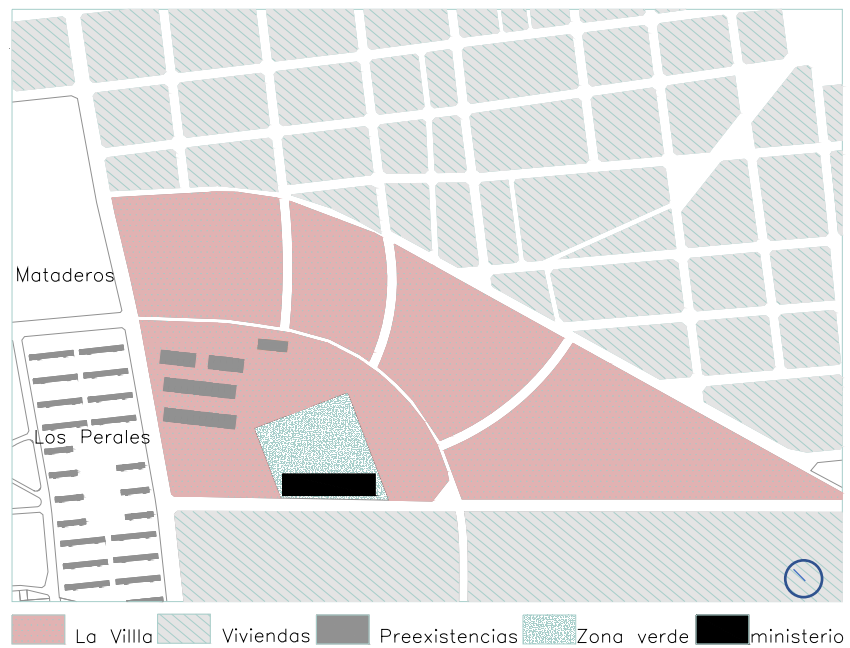 Mataderos
Los Perales
La Villla Viviendas Preexistencias Zona verde ministerio